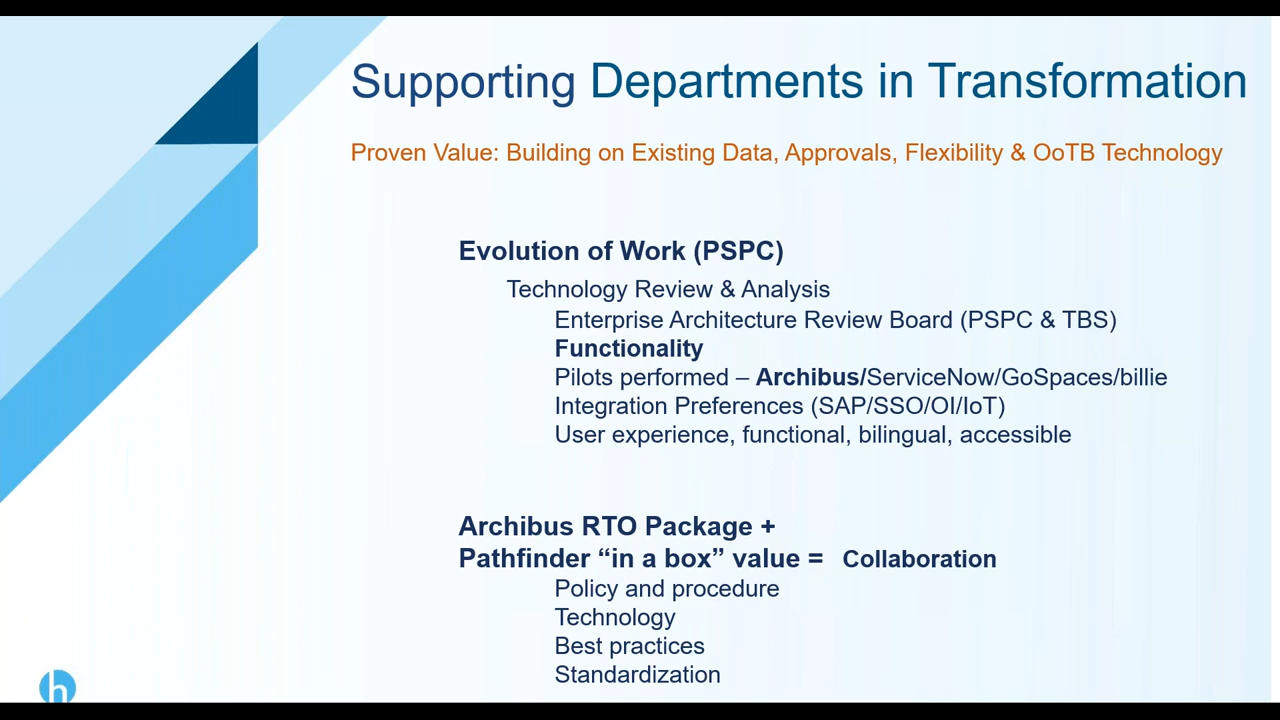 Supporting Departments in Transformation
Proven Value: Building on Existing Data, Approvals, Flexibility & OoTB Technology
Evolution of Work (PSPC)
Technology Review & Analysis
Enterprise Architecture Review Board (PSPC & TBS)
Functionality
Pilots performed – Archibus/ServiceNow/GoSpaces/billie
Integration Preferences (SAP/SSO/OI/IoT)
User experience, functional, bilingual, accessible
Archibus RTO Package +
Pathfinder “in a box” value = Collaboration
Policy and procedure
Technology
Best practices
Standardization
h